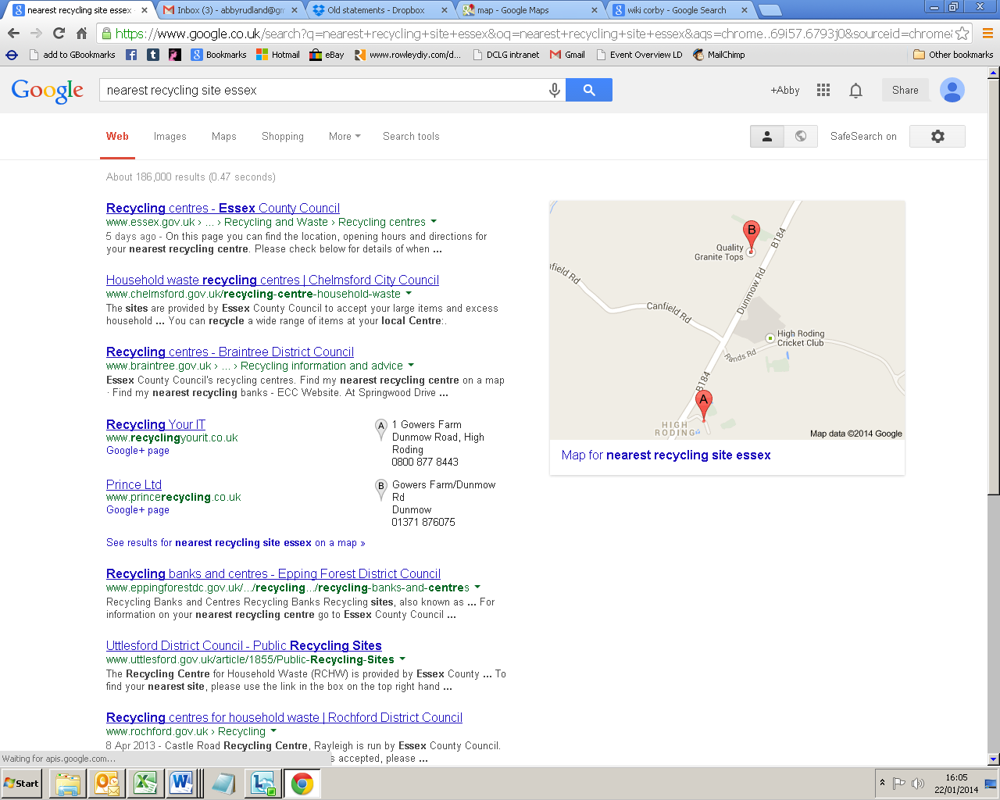 nearest recycling site essex
Inbox (3) - abbyrudland@gm
Old statements - Dropbox
map - Google Maps
wiki corby - Google Search
https://www.google.co.uk/search?q=nearest+recycling+site+essex&oq=nearest+recycling+site+essex&aqs=chrome..69i57.6793j0&sourceid=chrome&
add to GBookmarks
Bookmarks
Hotmail
eBay
www.rowleydiy.com/d...
DCLG intranet
Gmail
Event Overview LD
MailChimp
Other bookmarks
Google
nearest recycling site essex
+Abby
Share
Web Images Maps Shopping More Search tools
SafeSearch on
About 186,000 results (0.47 seconds)
Recycling centres - Essex County Council
www.essex.gov.uk › ... › Recycling and Waste › Recycling centres
5 days ago - On this page you can find the location, opening hours and directions for
your nearest recycling centre. Please check below for details of when ...
Household waste recycling centres | Chelmsford City Council
www.chelmsford.gov.uk/recycling-centre-household-waste
The sites are provided by Essex County Council to accept your large items and excess
household ... You can recycle a wide range of items at your local Centre:.
Recycling centres - Braintree District Council
www.braintree.gov.uk › ... › Recycling information and advice
Essex County Council's recycling centres. Find my nearest recycling centre on a map
· Find my nearest recycling banks - ECC Website. At Springwood Drive ...
Recycling Your IT
www.recyclingyourit.co.uk
Google+ page
A
1 Gowers Farm
Dunmow Road, High
Roding
0800 877 8443
Prince Ltd
www.princerecycling.co.uk
Google+ page
B
Gowers Farm/Dunmow
Rd
Dunmow
01371 876075
See results for nearest recycling site essex on a map »
Recycling banks and centres - Epping Forest District Council
www.eppingforestdc.gov.uk/.../recycling.../recycling-banks-and-centres
Recycling Banks and Centres Recycling Banks Recycling sites, also known as ... For
information on your nearest recycling centre go to Essex County Council ...
Uttlesford District Council - Public Recycling Sites
www.uttlesford.gov.uk/article/1855/Public-Recycling-Sites
The Recycling Centre for Household Waste (RCHW) is provided by Essex County ... To
find your nearest site, please use the link in the box on the top right hand ...
Recycling centres for household waste | Rochford District Council
www.rochford.gov.uk › Recycling
8 Apr 2013 - Castle Road Recycling Centre, Rayleigh is run by Essex County Council.
s accepted, please ...
B
Quality
Granite Tops
B184
Dunmow Rd
nfield Rd
Canfield Rd
High Roding
Cricket Club
Rands Rd
B184
A
HIGH
RODING
Map data ©2014 Google
Map for nearest recycling site essex
Waiting for apis.google.com...
Start
16:05
22/01/2014